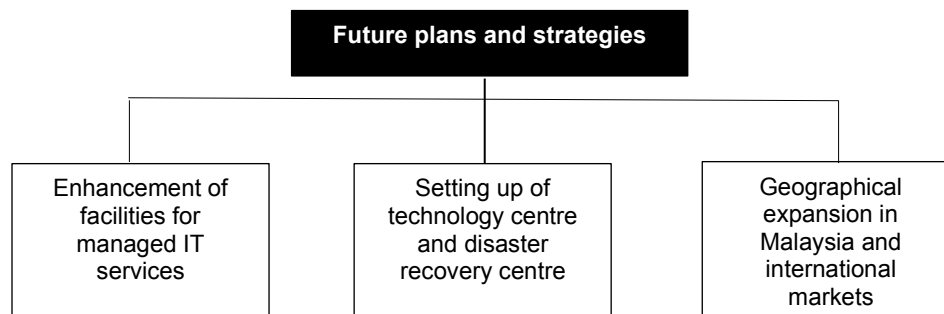 Future plans and strategies
Enhancement of
facilities for
managed IT
services
Setting up of
technology centre
and disaster
recovery centre
Geographical
expansion in
Malaysia and
international
markets